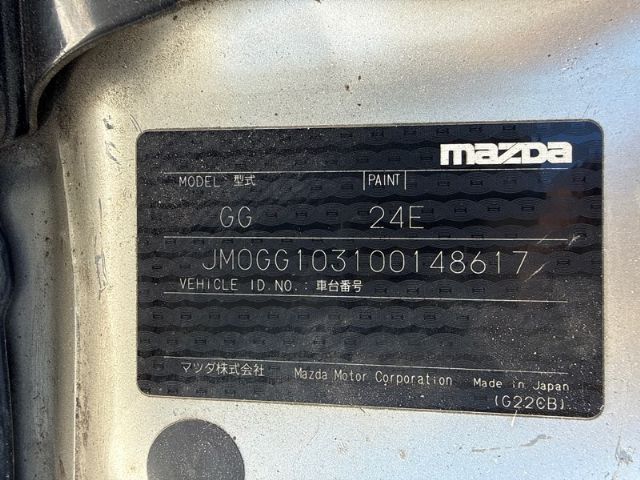 mazda
MODEL: 型式 PAINT
GG 24E
JM0GG103100148617
VEHICLE ID.NO.: 車台番号
マツダ株式会社 Mazda Motor Corporation Made in Japan
(G22CB)